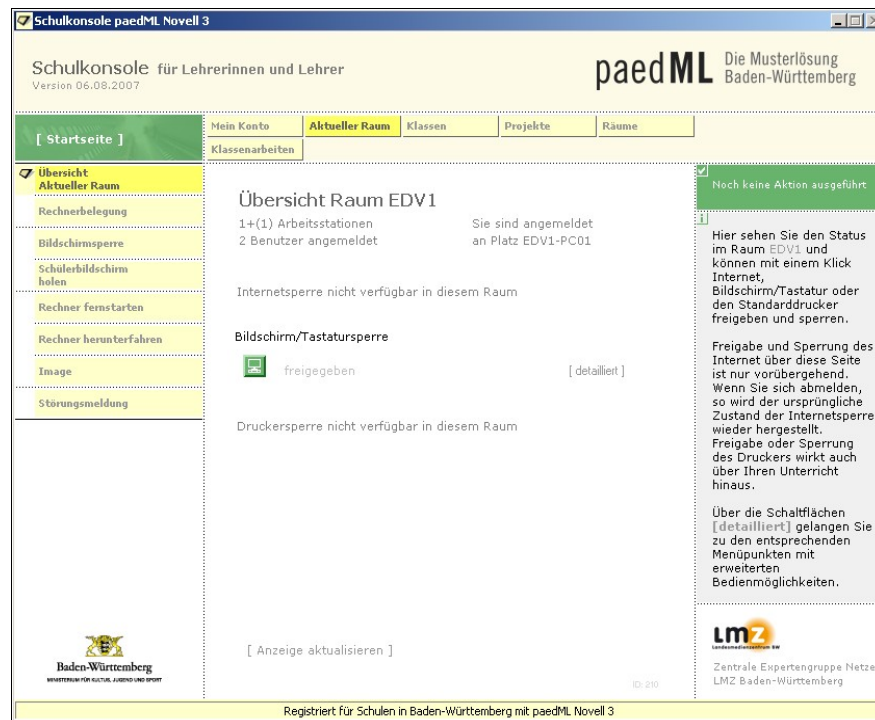 Schulkonsole paedML Novell 3
Schulkonsole für Lehrerinnen und Lehrer
Version 06.08.2007
paedML Die Musterlösung
Baden-Württemberg
[ Startseite ]
Mein Konto
Aktueller Raum
Klassen
Projekte
Räume
Klassenarbeiten
Übersicht
Aktueller Raum
Rechnerbelegung
Bildschirmsperre
Schülerbildschirm
holen
Rechner fernstarten
Rechner herunterfahren
Image
Störungsmeldung
Baden-Württemberg
MINISTERIUM FÜR KULTUS, JUGEND UND SPORT
Übersicht Raum EDV1
1+(1) Arbeitsstationen
2 Benutzer angemeldet
Sie sind angemeldet
an Platz EDV1-PC01
Internetsperre nicht verfügbar in diesem Raum
Bildschirm/Tastatursperre
freigegeben
[ detailliert ]
Druckersperre nicht verfügbar in diesem Raum
[ Anzeige aktualisieren ]
ID: 210
Noch keine Aktion ausgeführt
Hier sehen Sie den Status
im Raum EDV1 und
können mit einem Klick
Internet,
Bildschirm/Tastatur oder
den Standarddrucker
freigeben und sperren.
Freigabe und Sperrung des
Internet über diese Seite
ist nur vorübergehend.
Wenn Sie sich abmelden,
so wird der ursprüngliche
Zustand der Internetsperre
wieder hergestellt.
Freigabe oder Sperrung
des Druckers wirkt auch
über Ihren Unterricht
hinaus.
Über die Schaltflächen
[detailliert] gelangen Sie
zu den entsprechenden
Menüpunkten mit
erweiterten
Bedienmöglichkeiten.
LMZ
Landesmedienzentrum BW
Zentrale Expertengruppe Netze
LMZ Baden-Württemberg
Registriert für Schulen in Baden-Württemberg mit paedML Novell 3